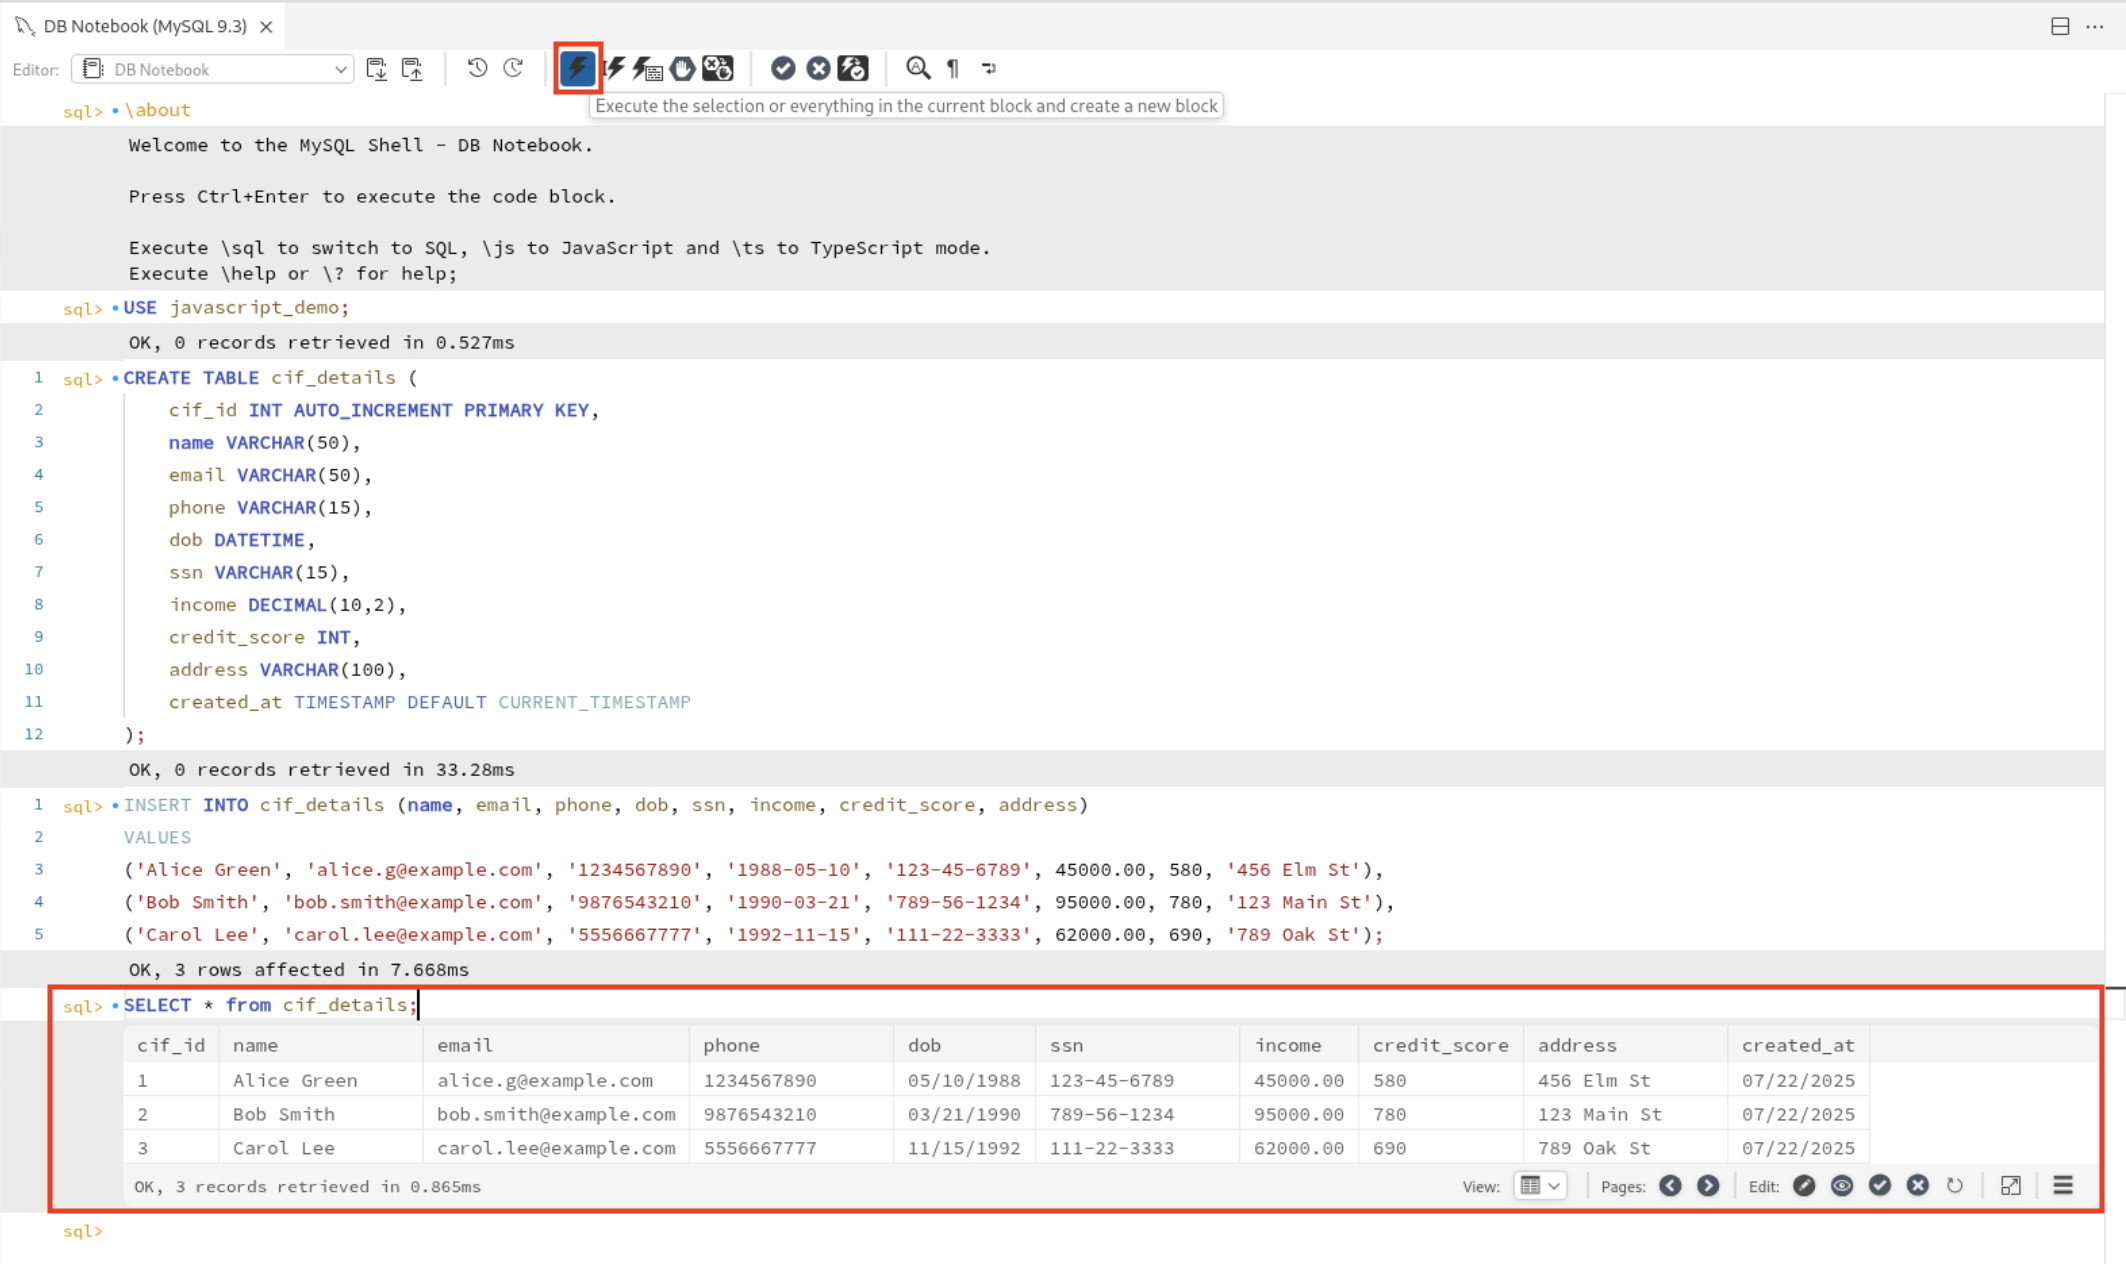 DB Notebook (MySQL 9.3)
Editor: DB Notebook
Execute the selection or everything in the current block and create a new block
sql> \about
Welcome to the MySQL Shell - DB Notebook.
Press Ctrl+Enter to execute the code block.
Execute \sql to switch to SQL, \js to JavaScript and \ts to TypeScript mode.
Execute \help or \? for help;
sql> USE javascript_demo;
OK, 0 records retrieved in 0.527ms
1 sql> CREATE TABLE cif_details (
2 cif_id INT AUTO_INCREMENT PRIMARY KEY,
3 name VARCHAR(50),
4 email VARCHAR(50),
5 phone VARCHAR(15),
6 dob DATETIME,
7 ssn VARCHAR(15),
8 income DECIMAL(10,2),
9 credit_score INT,
10 address VARCHAR(100),
11 created_at TIMESTAMP DEFAULT CURRENT_TIMESTAMP
12 );
OK, 0 records retrieved in 33.28ms
1 sql> INSERT INTO cif_details (name, email, phone, dob, ssn, income, credit_score, address)
2 VALUES
3 ('Alice Green', 'alice.g@example.com', '1234567890', '1988-05-10', '123-45-6789', 45000.00, 580, '456 Elm St'),
4 ('Bob Smith', 'bob.smith@example.com', '9876543210', '1990-03-21', '789-56-1234', 95000.00, 780, '123 Main St'),
5 ('Carol Lee', 'carol.lee@example.com', '5556667777', '1992-11-15', '111-22-3333', 62000.00, 690, '789 Oak St');
OK, 3 rows affected in 7.668ms
sql> SELECT * from cif_details;
cif_id name email phone dob ssn income credit_score address created_at
1 Alice Green alice.g@example.com 1234567890 05/10/1988 123-45-6789 45000.00 580 456 Elm St 07/22/2025
2 Bob Smith bob.smith@example.com 9876543210 03/21/1990 789-56-1234 95000.00 780 123 Main St 07/22/2025
3 Carol Lee carol.lee@example.com 5556667777 11/15/1992 111-22-3333 62000.00 690 789 Oak St 07/22/2025
OK, 3 records retrieved in 0.865ms View: Pages: Edit:
sql>